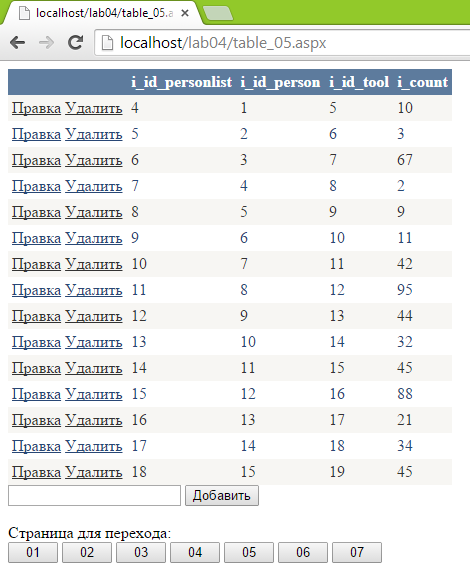 localhost/lab04/table_05.a
localhost/lab04/table_05.aspx
i_id_personlist i_id_person i_id_tool i_count
Правка Удалить 4 1 5 10
Правка Удалить 5 2 6 3
Правка Удалить 6 3 7 67
Правка Удалить 7 4 8 2
Правка Удалить 8 5 9 9
Правка Удалить 9 6 10 11
Правка Удалить 10 7 11 42
Правка Удалить 11 8 12 95
Правка Удалить 12 9 13 44
Правка Удалить 13 10 14 32
Правка Удалить 14 11 15 45
Правка Удалить 15 12 16 88
Правка Удалить 16 13 17 21
Правка Удалить 17 14 18 34
Правка Удалить 18 15 19 45
Добавить
Страница для перехода:
01 02 03 04 05 06 07